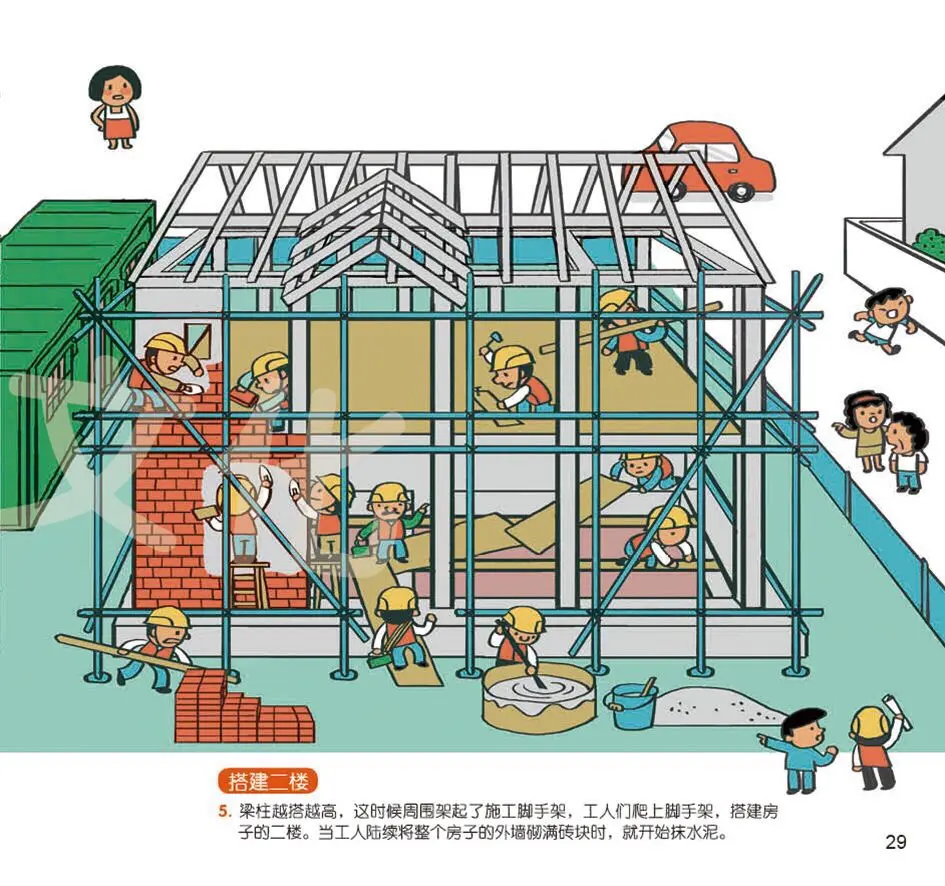 文化
搭建二楼
5. 梁柱越搭越高，这时候周围架起了施工脚手架，工人们爬上脚手架，搭建房
子的二楼。当工人陆续将整个房子的外墙砌满砖块时，就开始抹水泥。
29